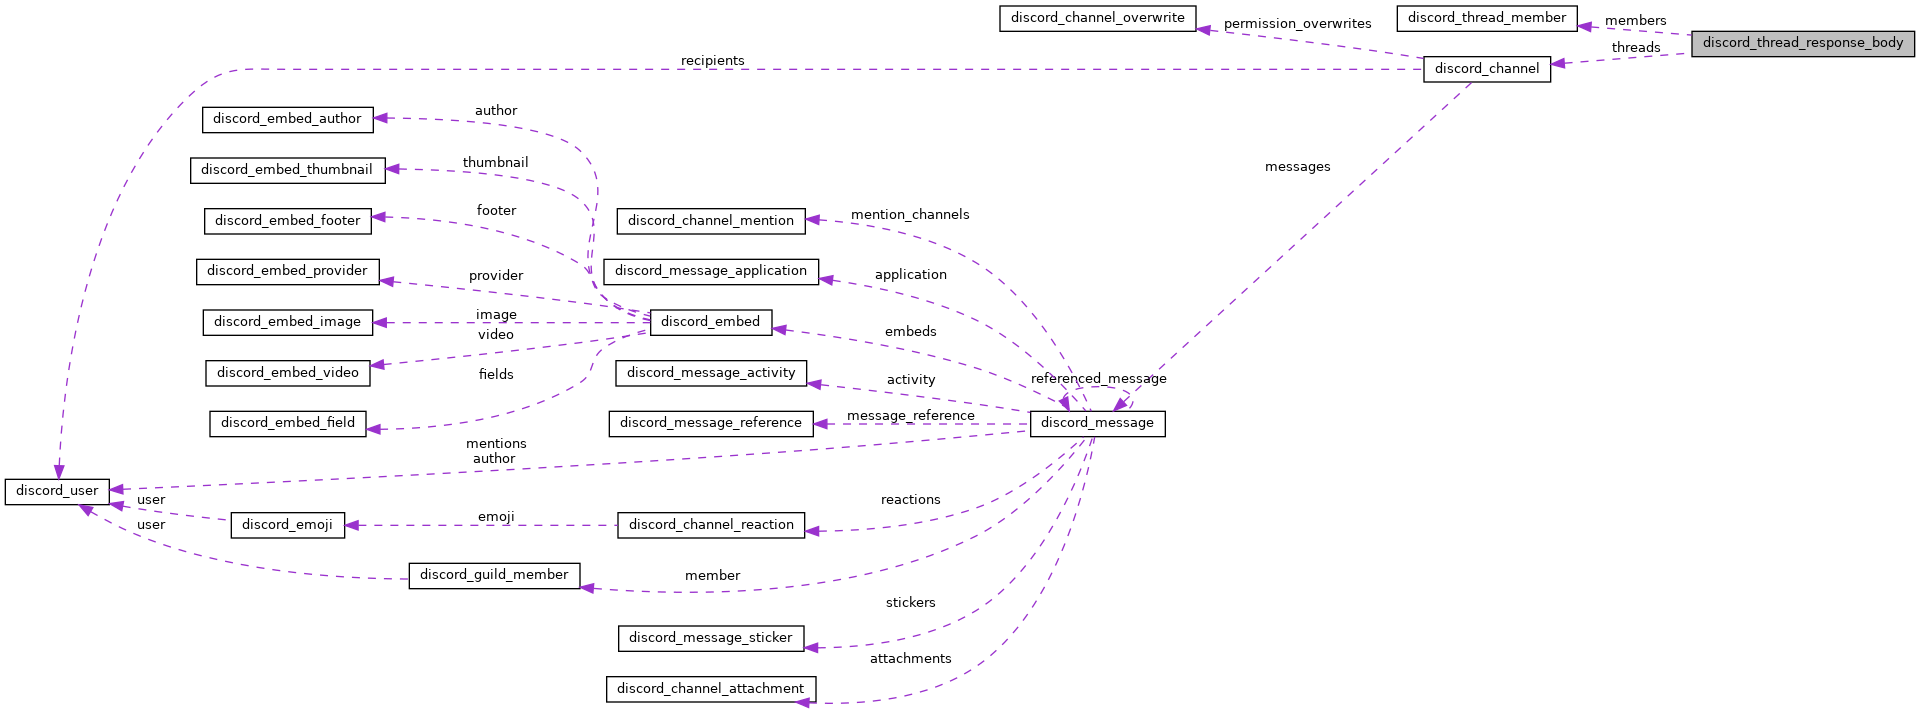 discord_channel_overwrite
permission_overwrites
discord_thread_member
members
discord_thread_response_body
threads
recipients
discord_channel
discord_embed_author
author
discord_embed_thumbnail
thumbnail
messages
discord_embed_footer
footer
discord_channel_mention
mention_channels
discord_embed_provider
provider
discord_message_application
application
discord_embed_image
image
video
discord_embed
embeds
discord_embed_video
fields
discord_message_activity
activity
referenced_message
discord_embed_field
discord_message_reference
message_reference
discord_message
mentions
author
discord_user
user
user
discord_emoji
emoji
discord_channel_reaction
reactions
discord_guild_member
member
stickers
discord_message_sticker
attachments
discord_channel_attachment